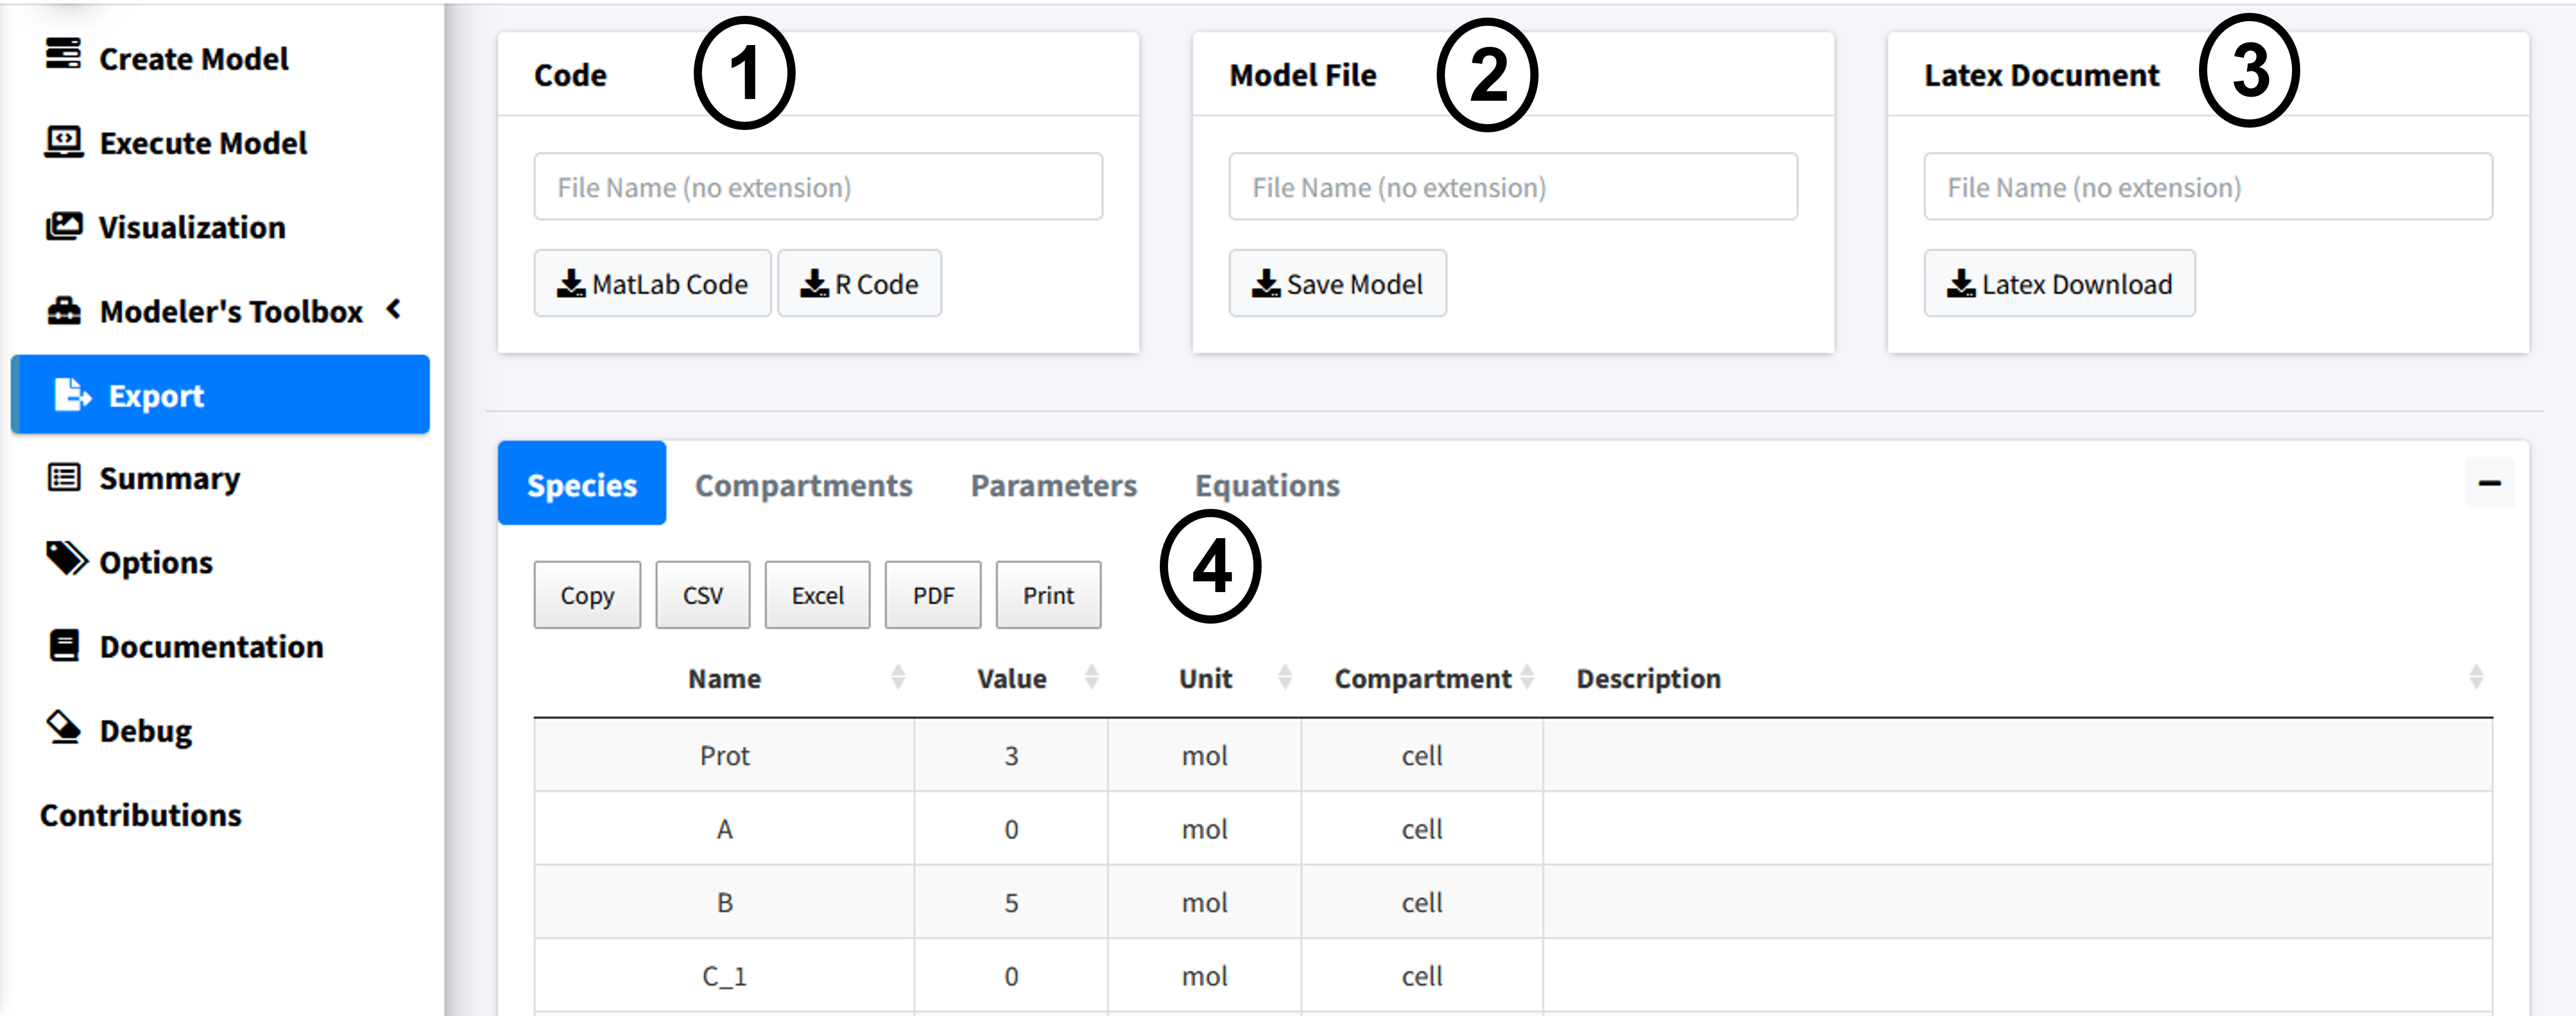 Create Model
Execute Model
Visualization
Modeler's Toolbox
Export
Summary
Options
Documentation
Debug
Contributions
Code 1
File Name (no extension)
MatLab Code R Code
Model File 2
File Name (no extension)
Save Model
Latex Document 3
File Name (no extension)
Latex Download
Species Compartments Parameters Equations
4
Copy CSV Excel PDF Print
Name Value Unit Compartment Description
Prot 3 mol cell
A 0 mol cell
B 5 mol cell
C_1 0 mol cell